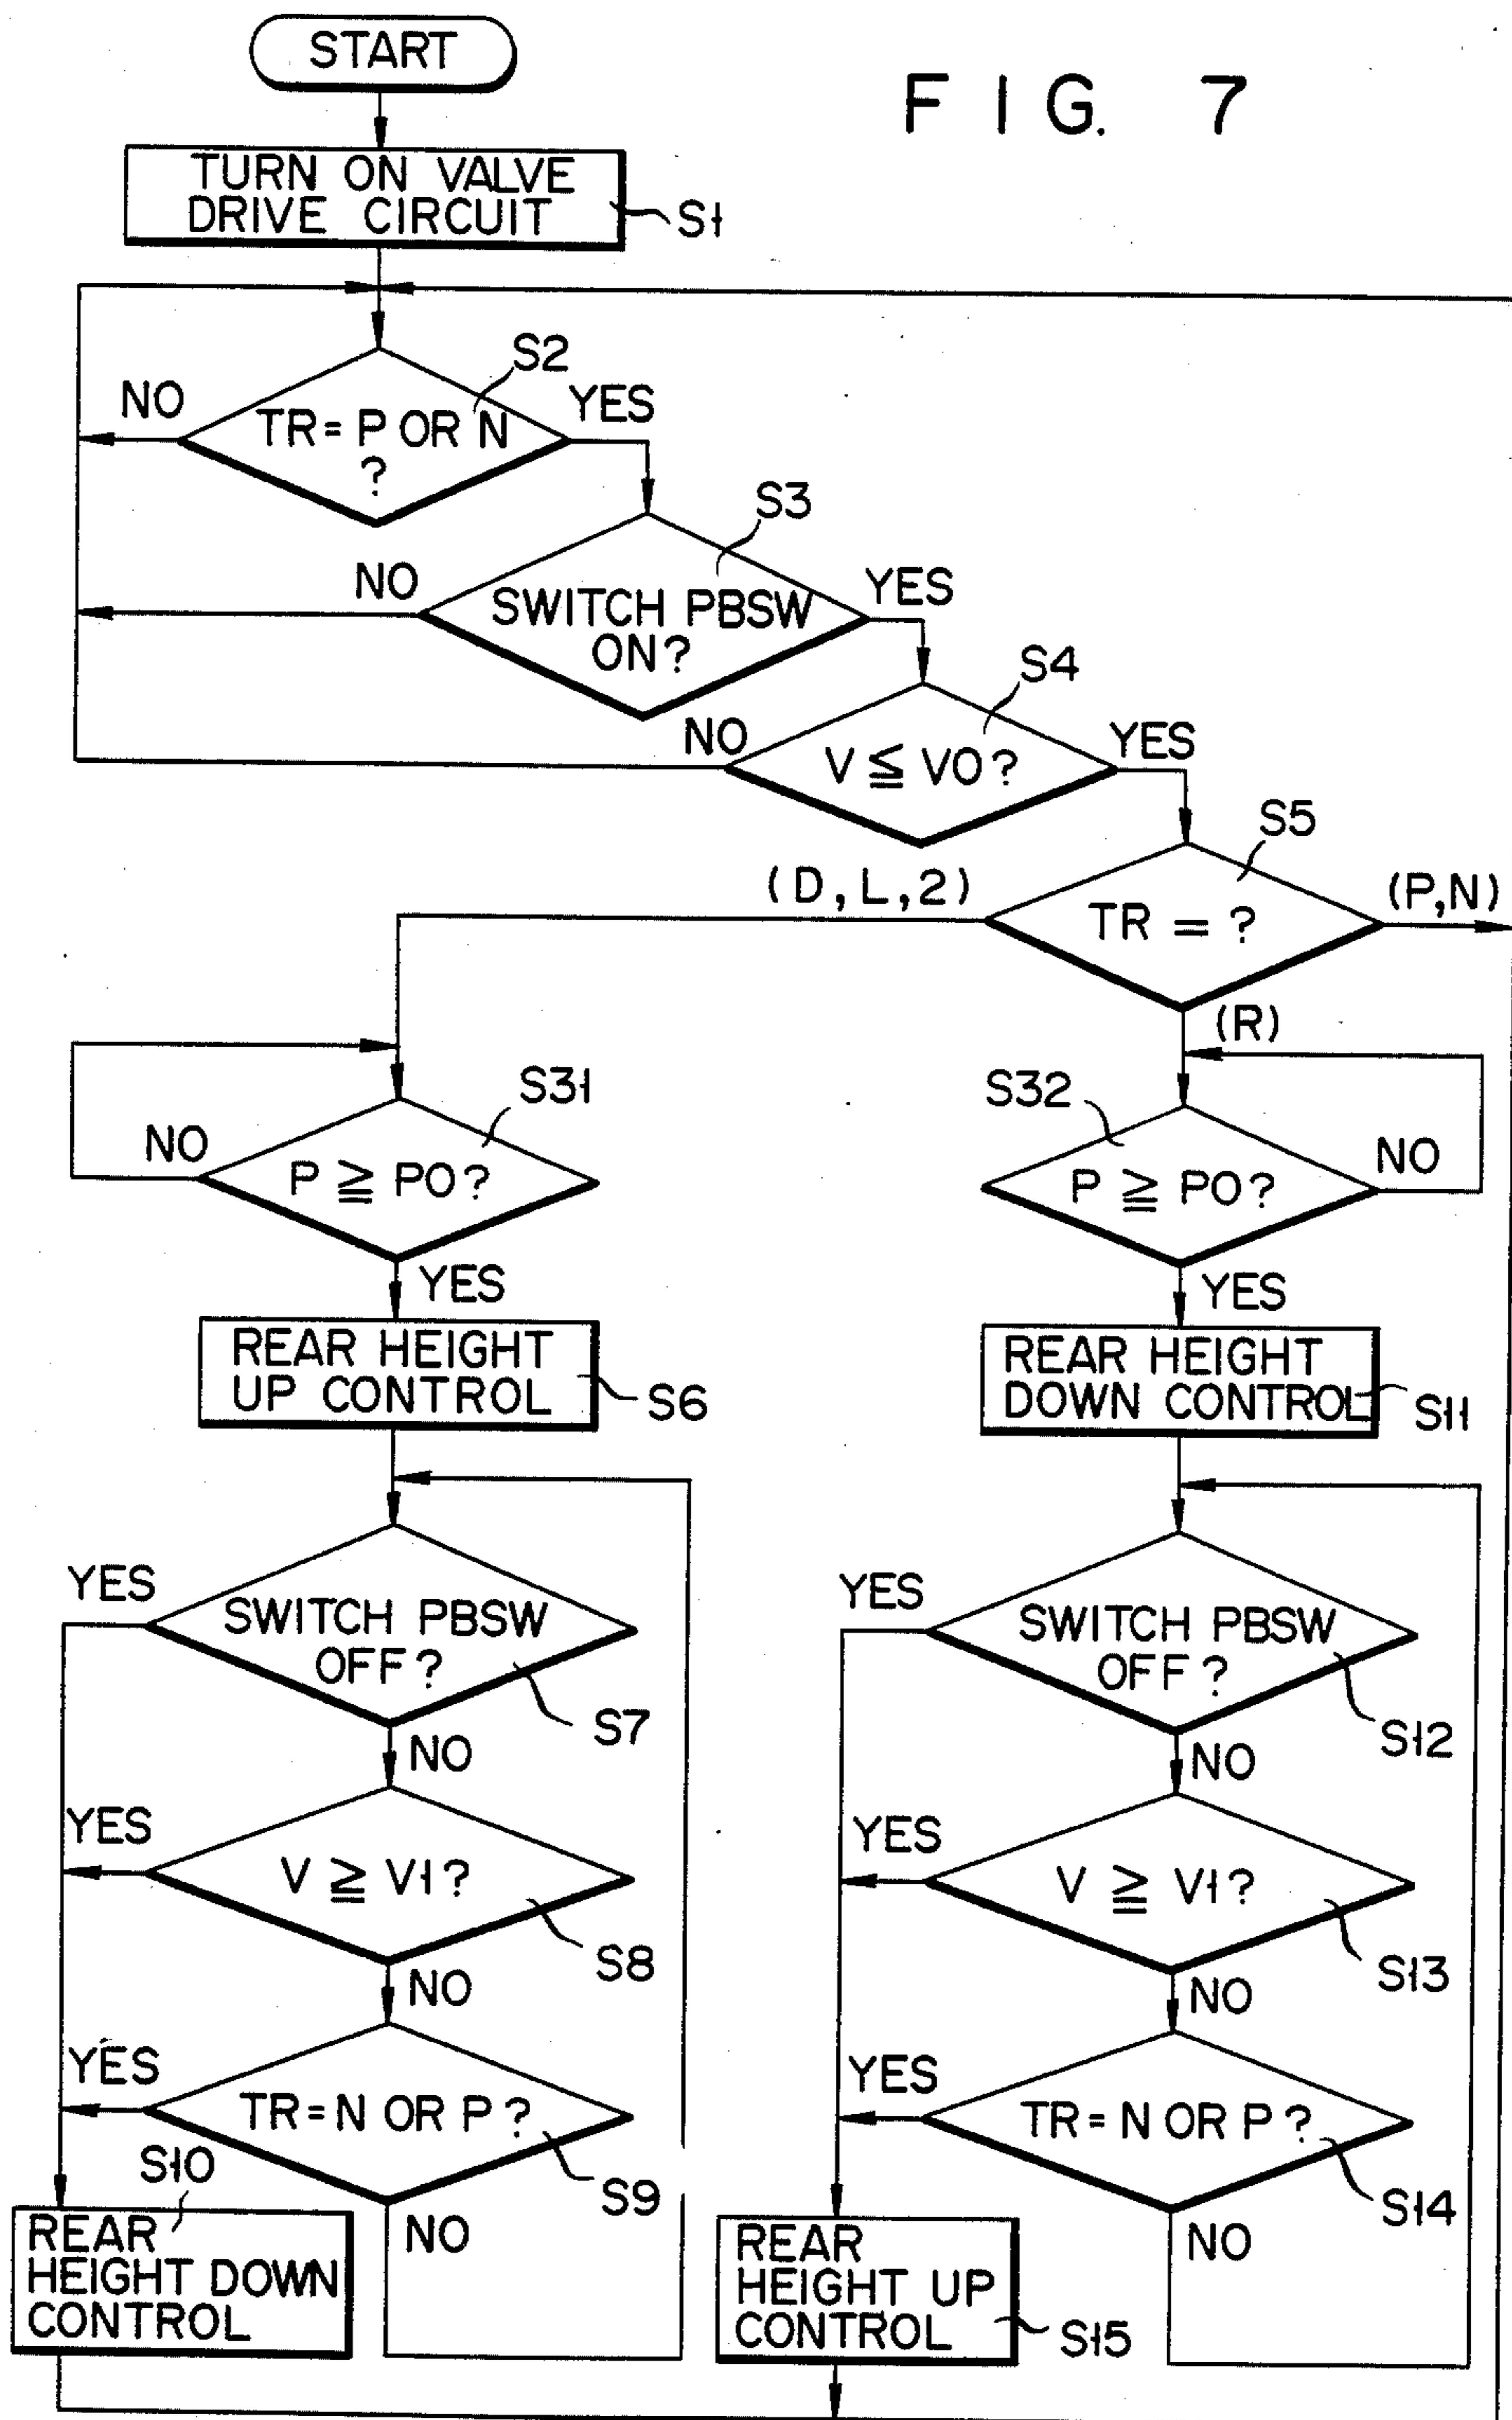 START
FIG. 7
TURN ON VALVE
DRIVE CIRCUIT
S1
S2
NO
YES
TR = P OR N
?
S3
NO
YES
SWITCH PBSW
ON?
S4
NO
YES
V ≦ V0?
S5
(D, L, 2)
(P,N)
TR = ?
(R)
S31
S32
NO
P ≧ P0?
P ≧ P0?
NO
YES
YES
REAR HEIGHT
UP CONTROL
S6
REAR HEIGHT
DOWN CONTROL
S11
YES
SWITCH PBSW
OFF?
S7
NO
YES
SWITCH PBSW
OFF?
S12
NO
YES
V ≧ V1?
S8
NO
YES
V ≧ V1?
S13
NO
YES
TR = N OR P?
S9
NO
YES
TR = N OR P?
S14
NO
S10
REAR
HEIGHT DOWN
CONTROL
REAR
HEIGHT UP
CONTROL
S15